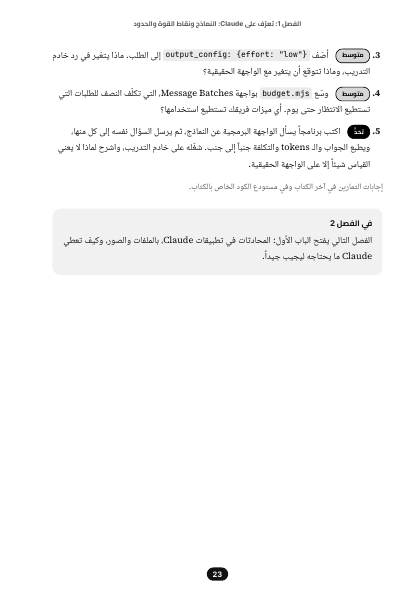 الفصل 1: تعرّف على Claude: النماذج ونقاط القوة والحدود
3. متوسط أضف output_config: {effort: "low"} إلى الطلب. ماذا يتغير في رد خادم
التدريب، وماذا تتوقع أن يتغير مع الواجهة الحقيقية؟
4. متوسط وسّع budget.mjs بواجهة Message Batches، التي تكلّف النصف للطلبات التي
تستطيع الانتظار حتى يوم. أي ميزات فريقك تستطيع استخدامها؟
5. تحدٍّ اكتب برنامجاً يسأل الواجهة البرمجية عن النماذج، ثم يرسل السؤال نفسه إلى كل منها،
ويطبع الجواب والـ tokens والتكلفة جنباً إلى جنب. شغّله على خادم التدريب، واشرح لماذا لا يعني
القياس شيئاً إلا على الواجهة الحقيقية.
إجابات التمارين في آخر الكتاب وفي مستودع الكود الخاص بالكتاب.
في الفصل 2
الفصل التالي يفتح الباب الأول: المحادثات في تطبيقات Claude، بالملفات والصور، وكيف تعطي
Claude ما يحتاجه ليجيب جيداً.
23